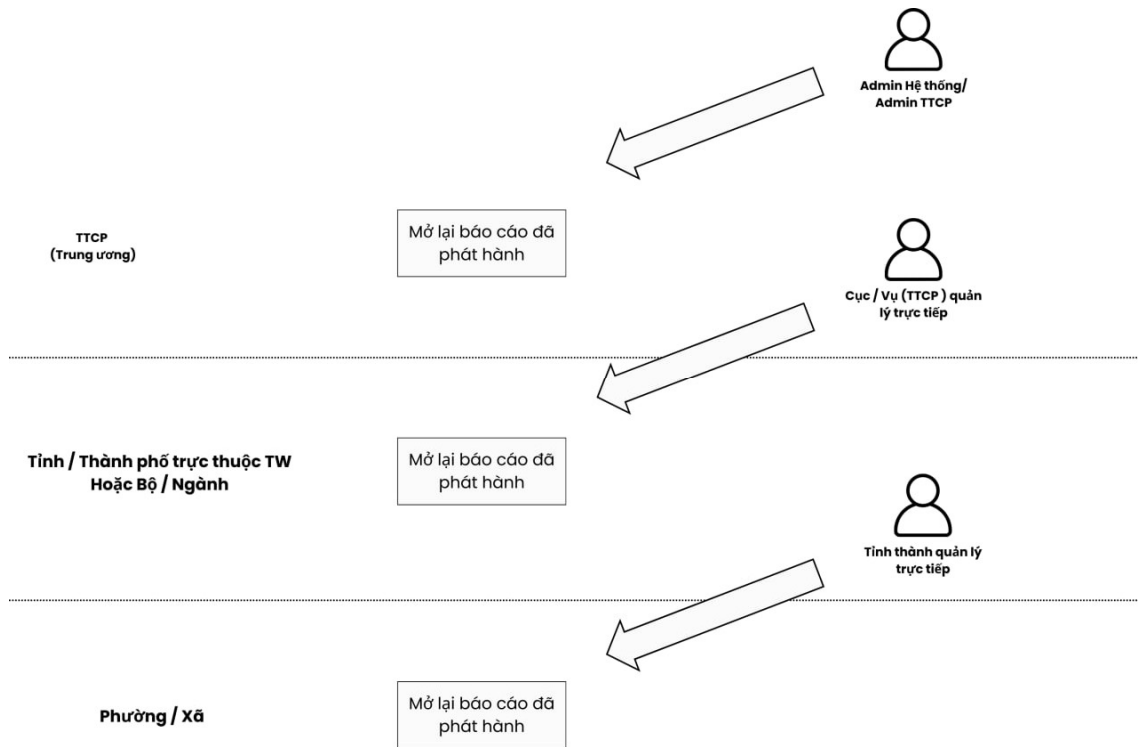 Admin Hệ thống/
Admin TTCP
TTCP
(Trung ương)
Mở lại báo cáo đã
phát hành
Cục / Vụ (TTCP ) quản
lý trực tiếp
Tỉnh / Thành phố trực thuộc TW
Hoặc Bộ / Ngành
Mở lại báo cáo đã
phát hành
Tỉnh thành quản lý
trực tiếp
Phường / Xã
Mở lại báo cáo đã
phát hành